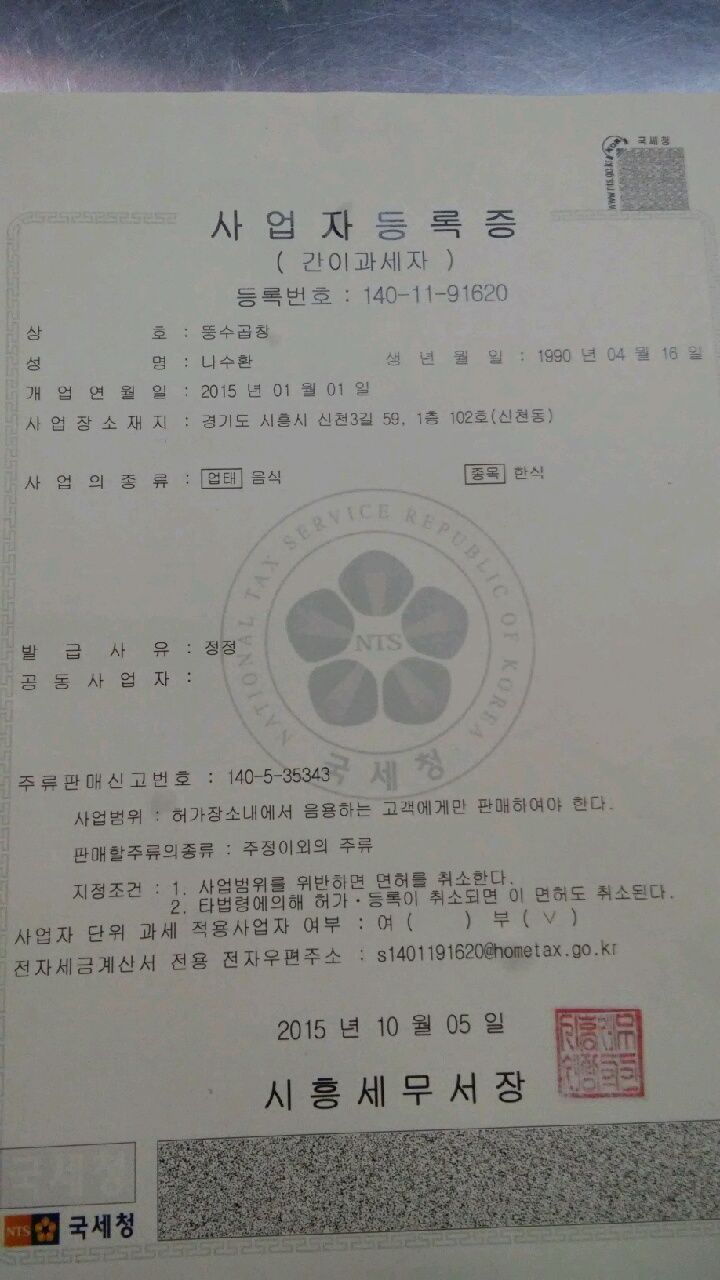 국세청
사업자등록증
( 간이과세자 )
등록번호 : 140-11-91620
상 호 : 뚱수곱창
성 명 : 니수환 생 년 월 일 : 1990 년 04 월 16 일
개 업 연 월 일 : 2015 년 01 월 01 일
사 업 장 소 재 지 : 경기도 시흥시 신천3길 59, 1층 102호(신천동)
사 업 의 종 류 : 업태 음식 종목 한식
NATIONAL TAX SERVICE REPUBLIC OF KOREA
NTS
국세청
발 급 사 유 : 정정
공 동 사 업 자 :
주류판매신고번호 : 140-5-35343
사업범위 : 허가장소내에서 음용하는 고객에게만 판매하여야 한다.
판매할주류의종류 : 주정이외의 주류
지정조건 : 1. 사업범위를 위반하면 면허를 취소한다.
2. 타법령에의해 허가·등록이 취소되면 이 면허도 취소된다.
사업자 단위 과세 적용사업자 여부 : 여 ( ) 부 ( ∨ )
전자세금계산서 전용 전자우편주소 : s1401191620@hometax.go.kr
2015 년 10 월 05 일
시흥세무서장
국세청
NTS 국세청